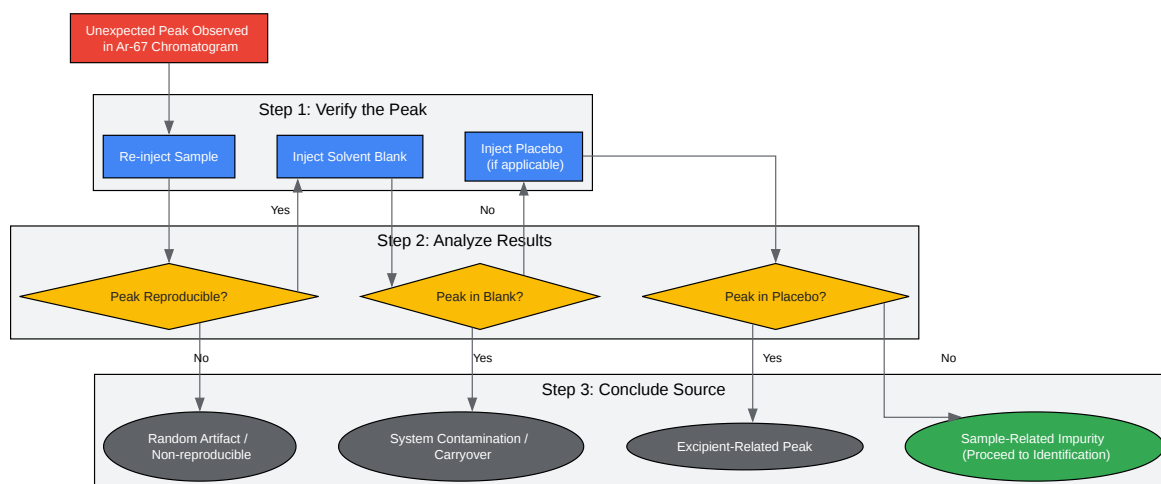 Unexpected Peak Observed
in Ar-67 Chromatogram
Step 1: Verify the Peak
Re-inject Sample
Inject Solvent Blank
Inject Placebo
(if applicable)
Yes
No
Step 2: Analyze Results
Peak Reproducible?
Peak in Blank?
Peak in Placebo?
No
Yes
Yes
No
Step 3: Conclude Source
Random Artifact /
Non-reproducible
System Contamination /
Carryover
Excipient-Related Peak
Sample-Related Impurity
(Proceed to Identification)